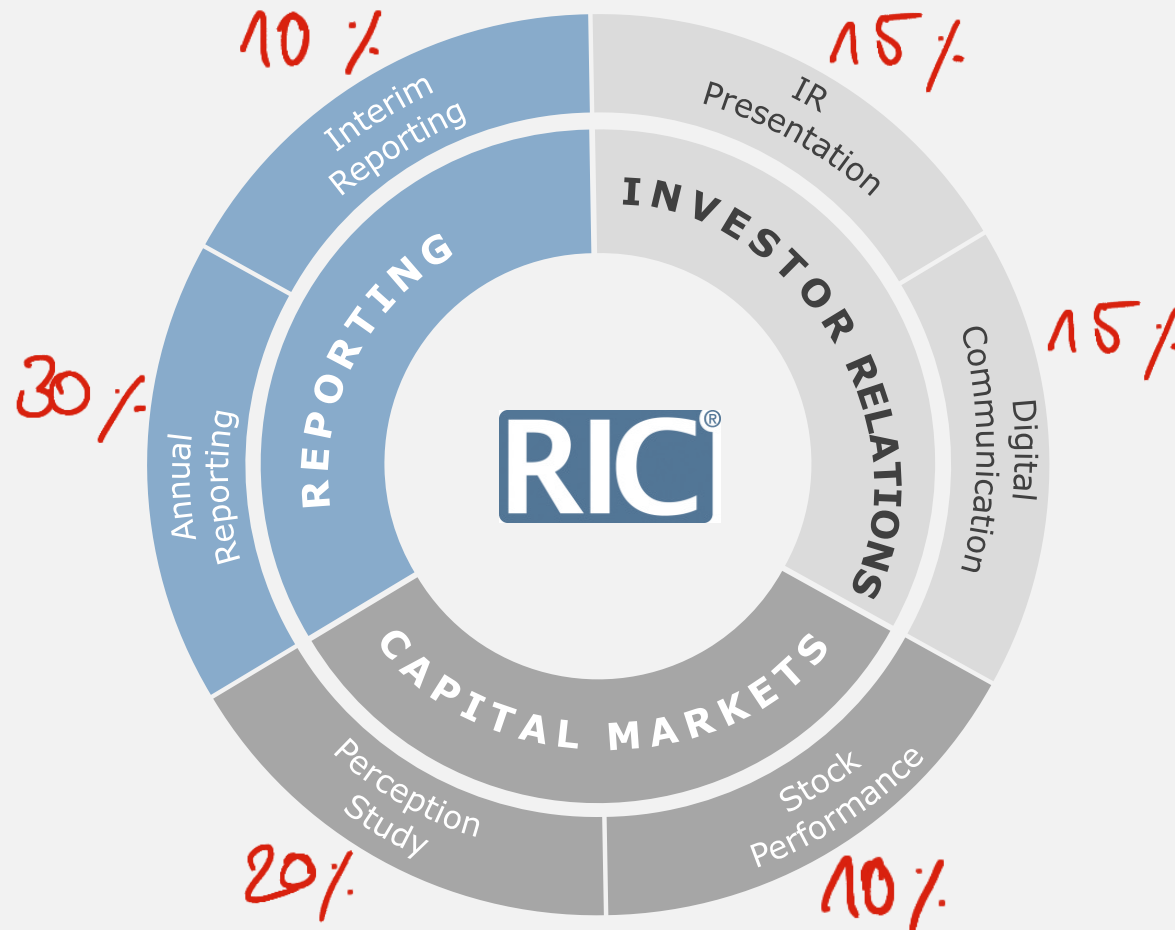 10 %
15 %
Interim
Reporting
IR
Presentation
REPORTING
INVESTOR RELATIONS
30 %
Annual
Reporting
RIC®
Digital
Communication
15 %
CAPITAL MARKETS
Perception
Study
Stock
Performance
20%
10%